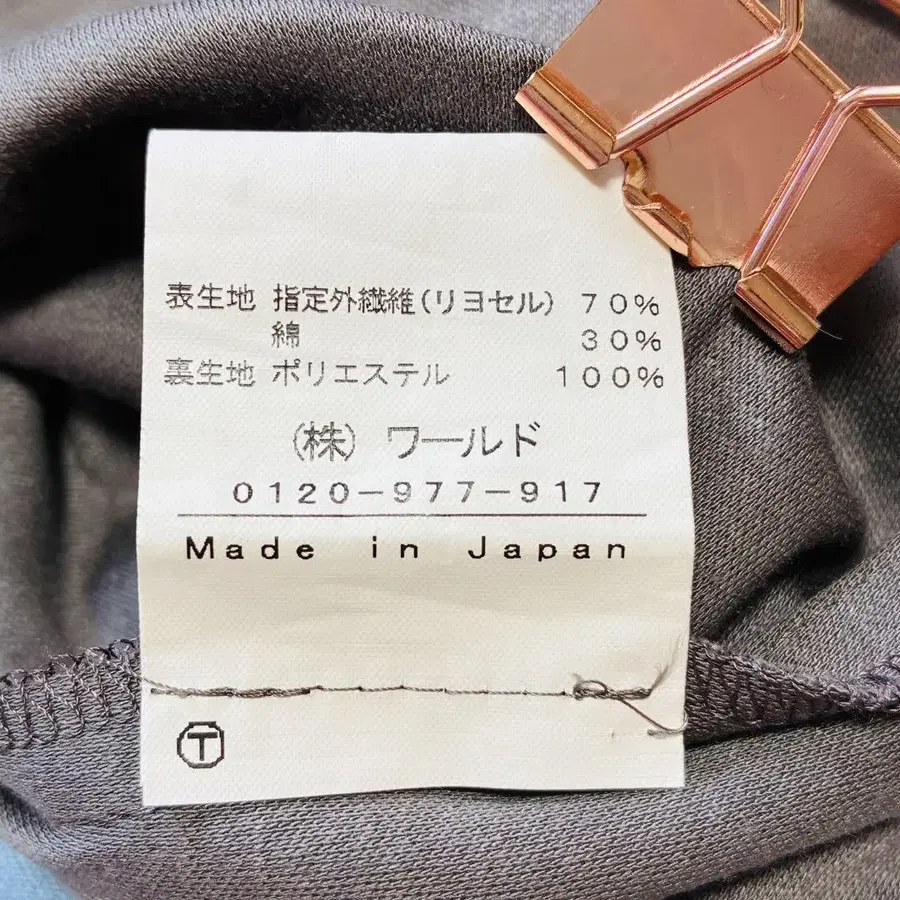 表生地 指定外繊維(リヨセル) 70%
綿 30%
裏生地 ポリエステル 100%
(株) ワールド
0120-977-917
Made in Japan
T